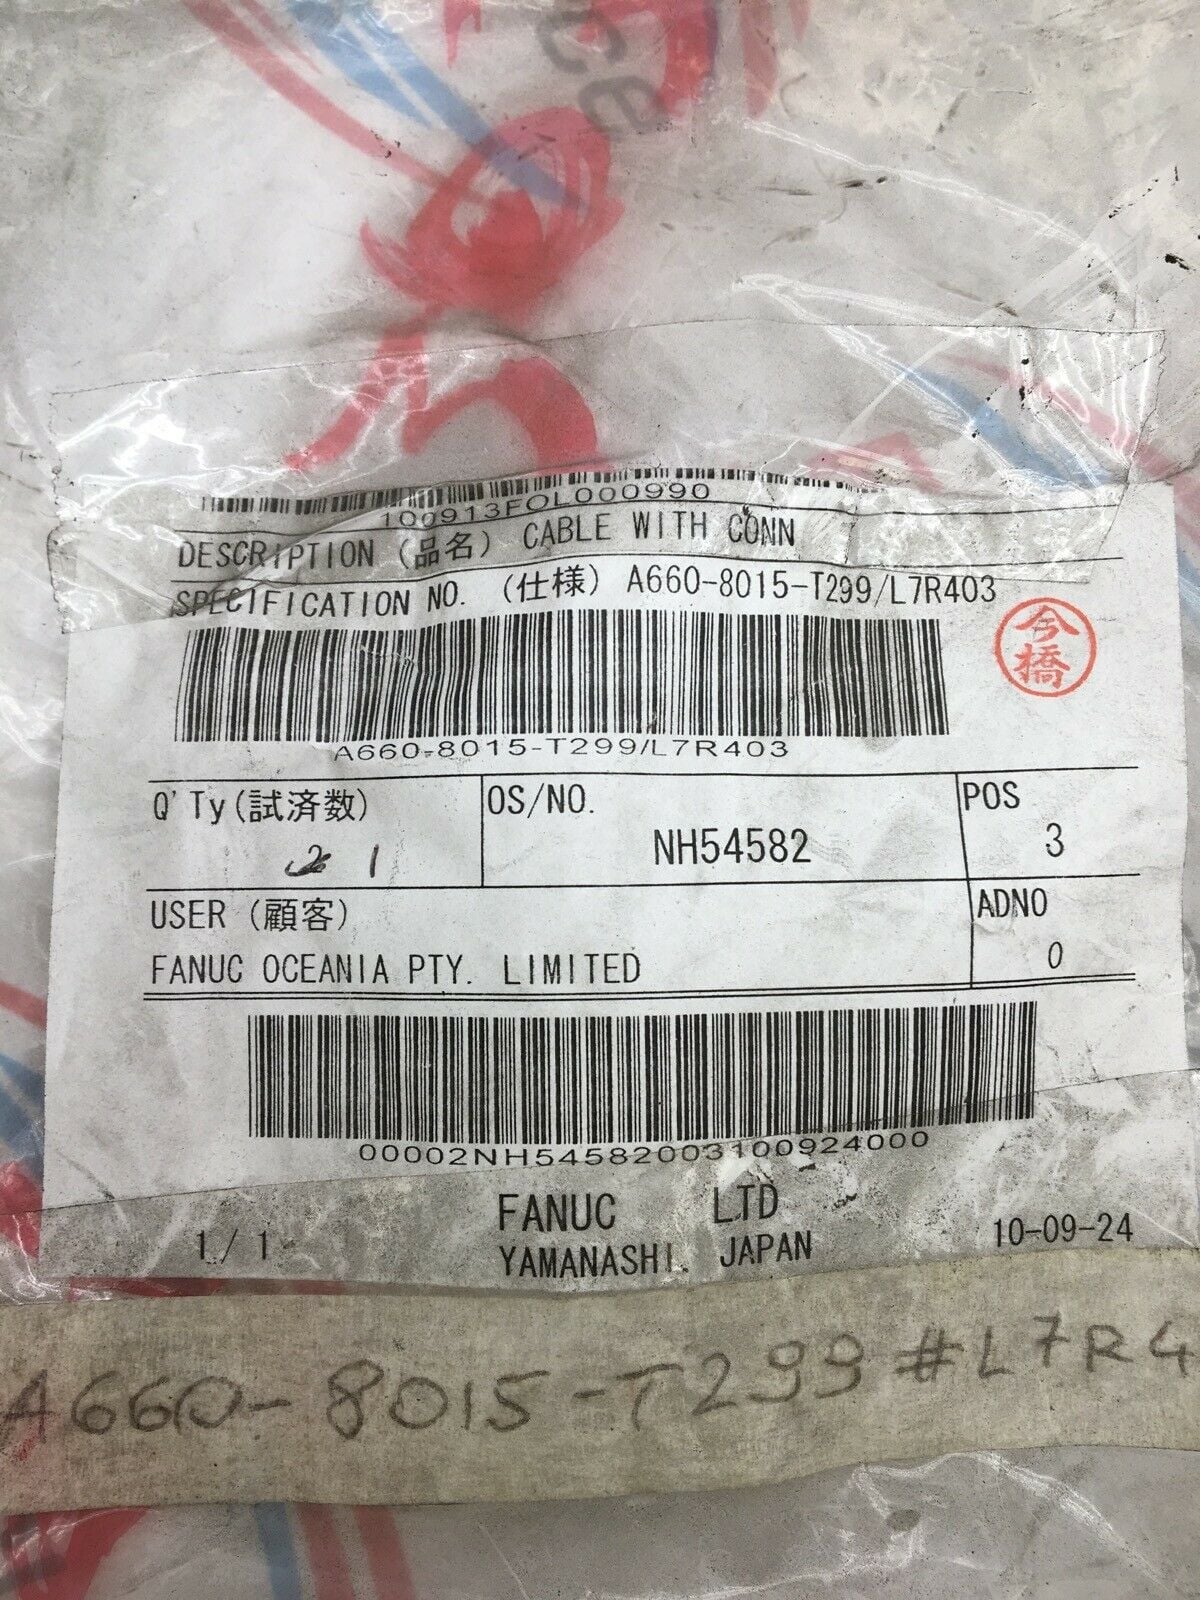 100913FOL000990
DESCRIPTION (品名) CABLE WITH CONN
SPECIFICATION NO. (仕様) A660-8015-T299/L7R403
今橋
A660-8015-T299/L7R403
Q'Ty(試済数) OS/NO. POS
2 1 NH54582 3
USER (顧客) ADNO
FANUC OCEANIA PTY. LIMITED 0
00002NH54582003100924000
FANUC LTD
1/1 YAMANASHI. JAPAN 10-09-24
A660-8015-T299#L7R4